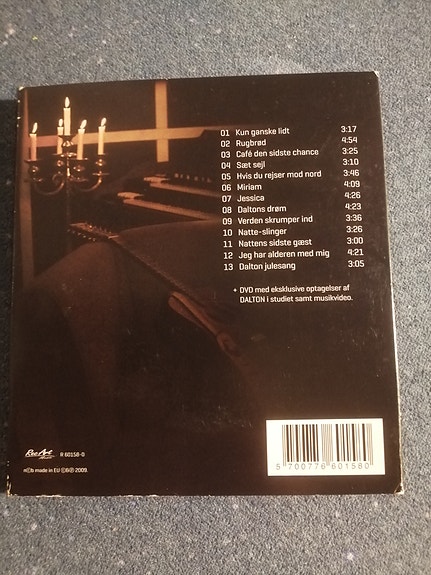 01 Kun ganske lidt 3:17
02 Rugbrød 4:54
03 Café den sidste chance 3:25
04 Sæt sejl 3:10
05 Hvis du rejser mod nord 3:46
06 Miriam 4:09
07 Jessica 4:26
08 Daltons drøm 4:23
09 Verden skrumper ind 3:36
10 Natte-slinger 3:26
11 Nattens sidste gæst 3:00
12 Jeg har alderen med mig 4:21
13 Dalton julesang 3:05
+ DVD med eksklusive optagelser af
DALTON i studiet samt musikvideo.
R 60158-0
n©b made in EU ©&℗ 2009.
5 700776 601580